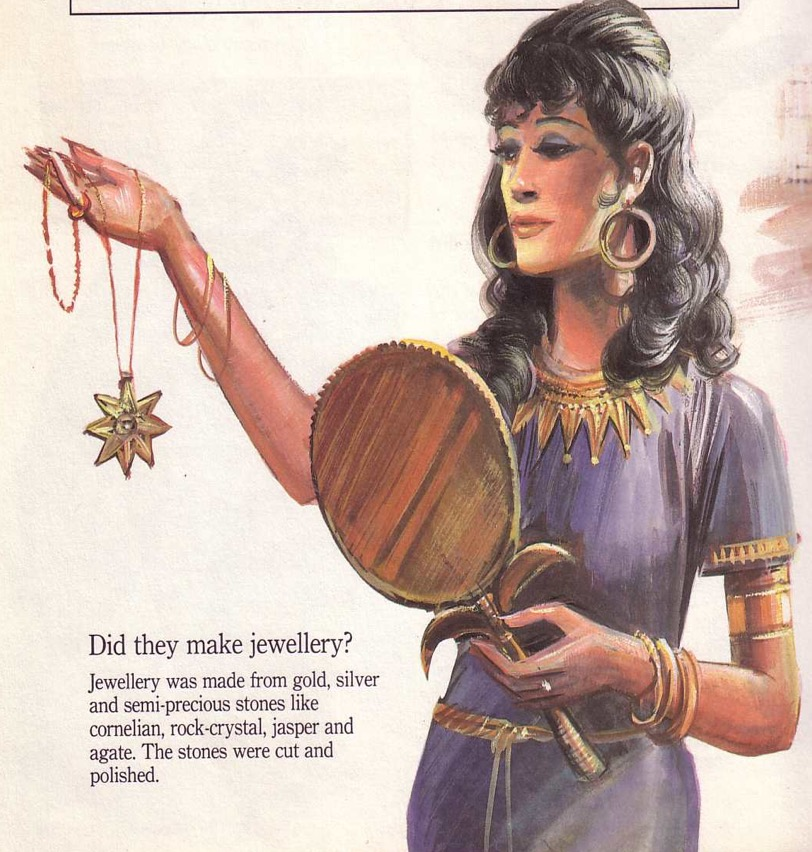 Did they make jewellery?
Jewellery was made from gold, silver
and semi-precious stones like
cornelian, rock-crystal, jasper and
agate. The stones were cut and
polished.